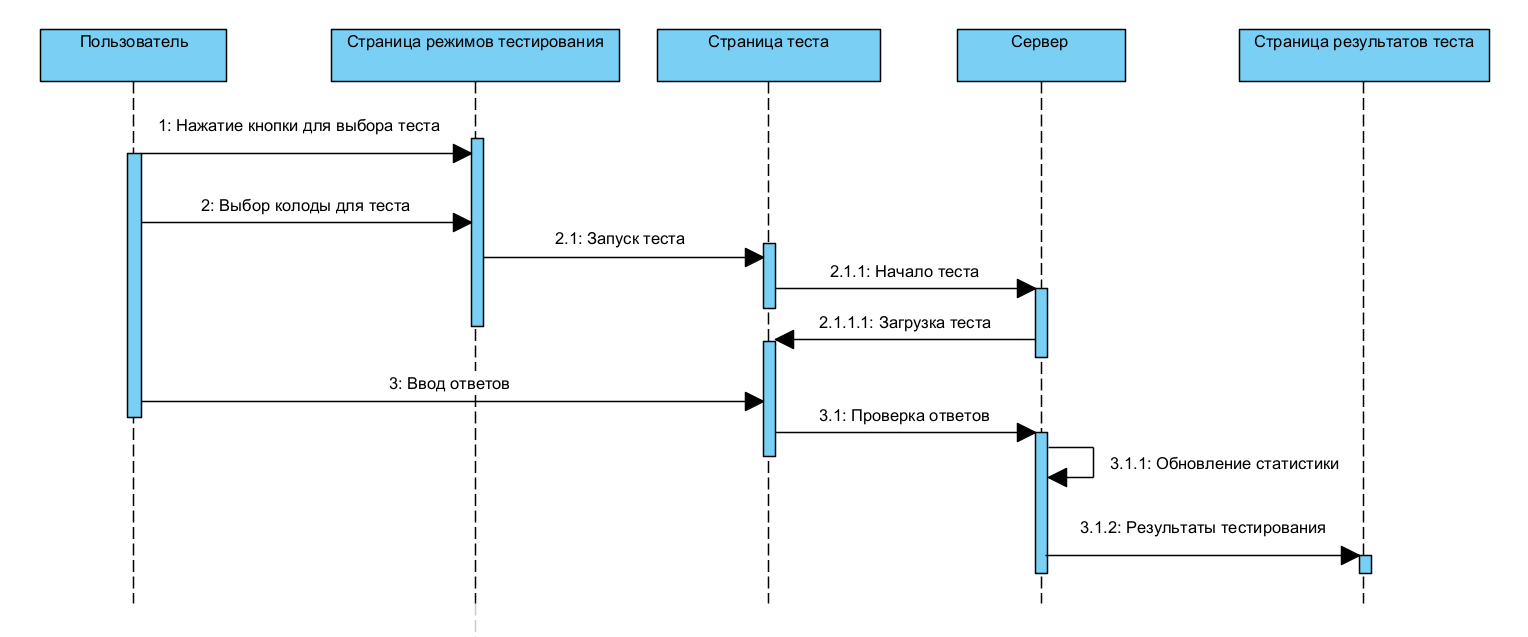 Пользователь
Страница режимов тестирования
Страница теста
Сервер
Страница результатов теста
1: Нажатие кнопки для выбора теста
2: Выбор колоды для теста
2.1: Запуск теста
2.1.1: Начало теста
2.1.1.1: Загрузка теста
3: Ввод ответов
3.1: Проверка ответов
3.1.1: Обновление статистики
3.1.2: Результаты тестирования